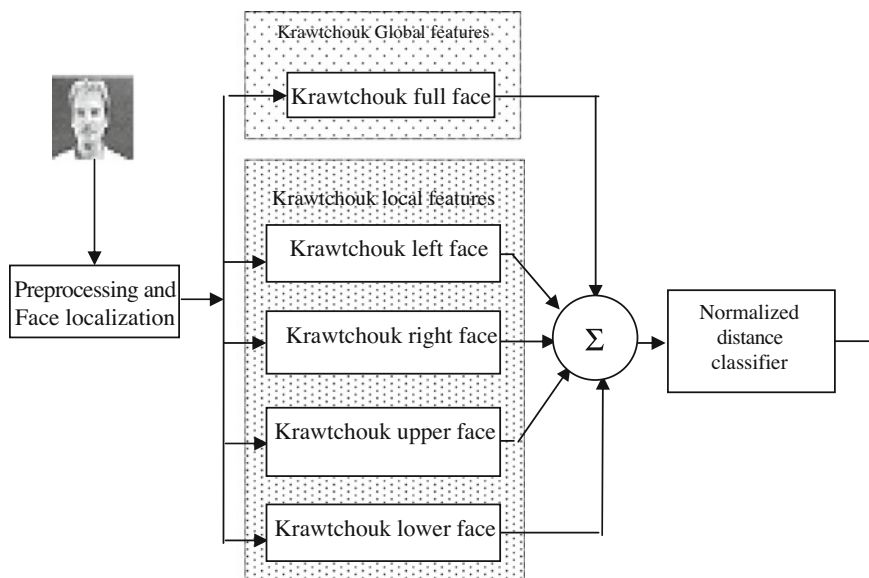 Krawtchouk Global features
Krawtchouk full face
Krawtchouk local features
Krawtchouk left face
Preprocessing and
Face localization
Krawtchouk right face
Σ
Normalized
distance
classifier
Krawtchouk upper face
Krawtchouk lower face